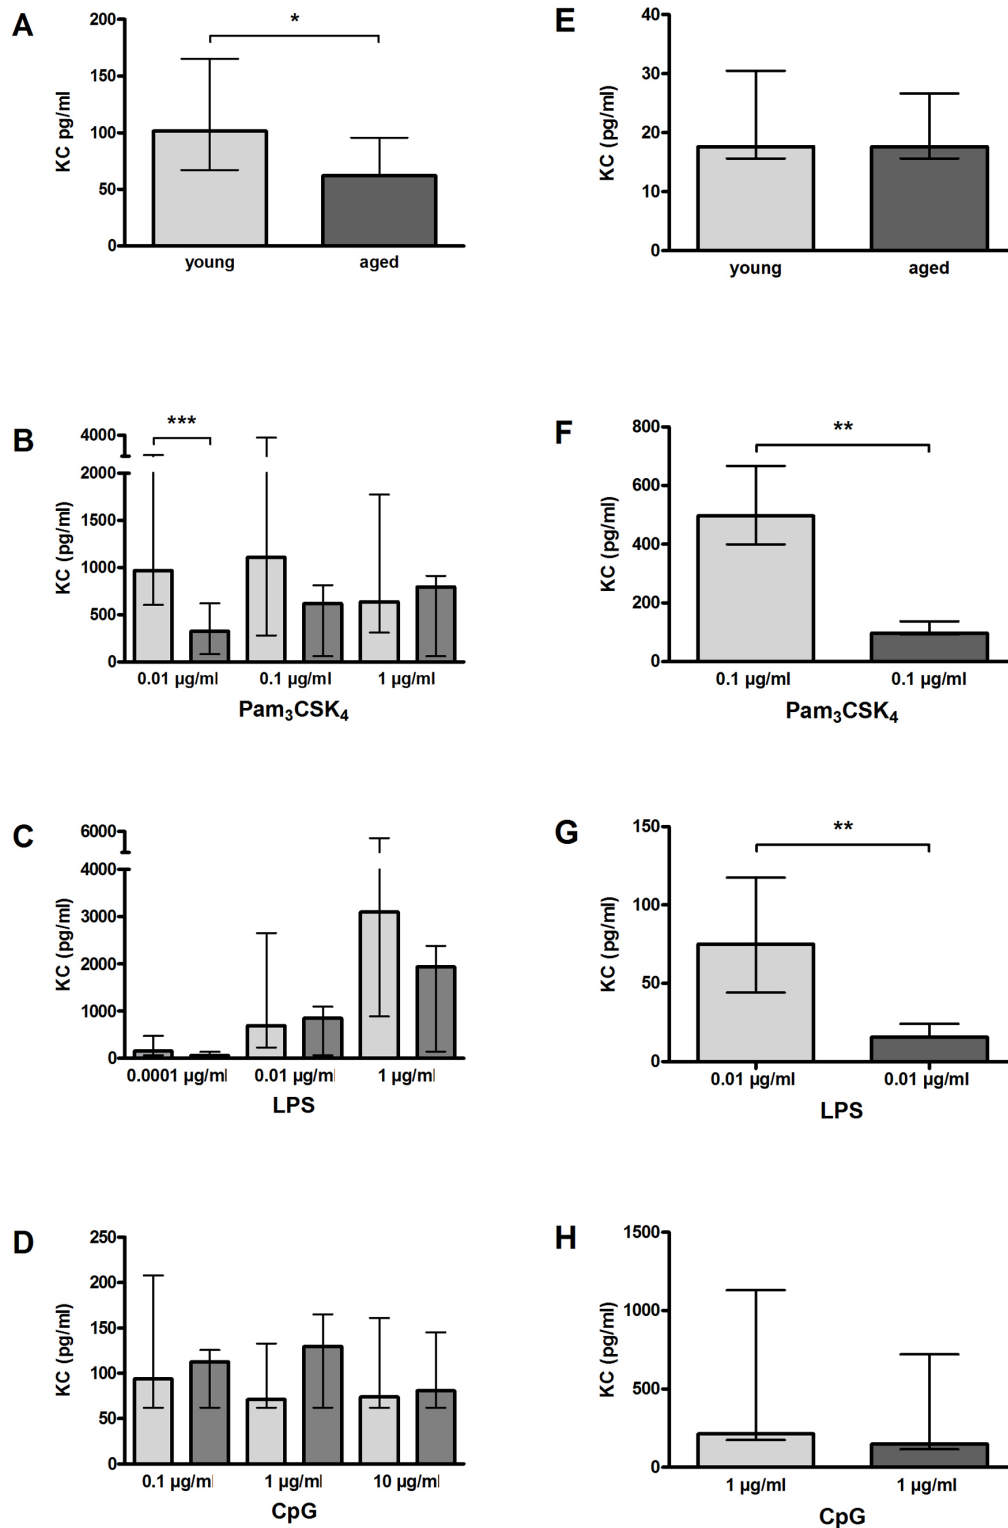 A
KC pg/ml
200
150
100
50
0
*
young aged
E
KC (pg/ml)
40
30
20
10
0
young aged
B
KC (pg/ml)
4000
2000
1500
1000
500
0
***
0.01 µg/ml 0.1 µg/ml 1 µg/ml
Pam₃CSK₄
F
KC (pg/ml)
800
600
400
200
0
**
0.1 µg/ml 0.1 µg/ml
Pam₃CSK₄
C
KC (pg/ml)
6000
4000
3000
2000
1000
0
0.0001 µg/ml 0.01 µg/ml 1 µg/ml
LPS
G
KC (pg/ml)
150
100
50
0
**
0.01 µg/ml 0.01 µg/ml
LPS
D
KC (pg/ml)
250
200
150
100
50
0
0.1 µg/ml 1 µg/ml 10 µg/ml
CpG
H
KC (pg/ml)
1500
1000
500
0
1 µg/ml 1 µg/ml
CpG